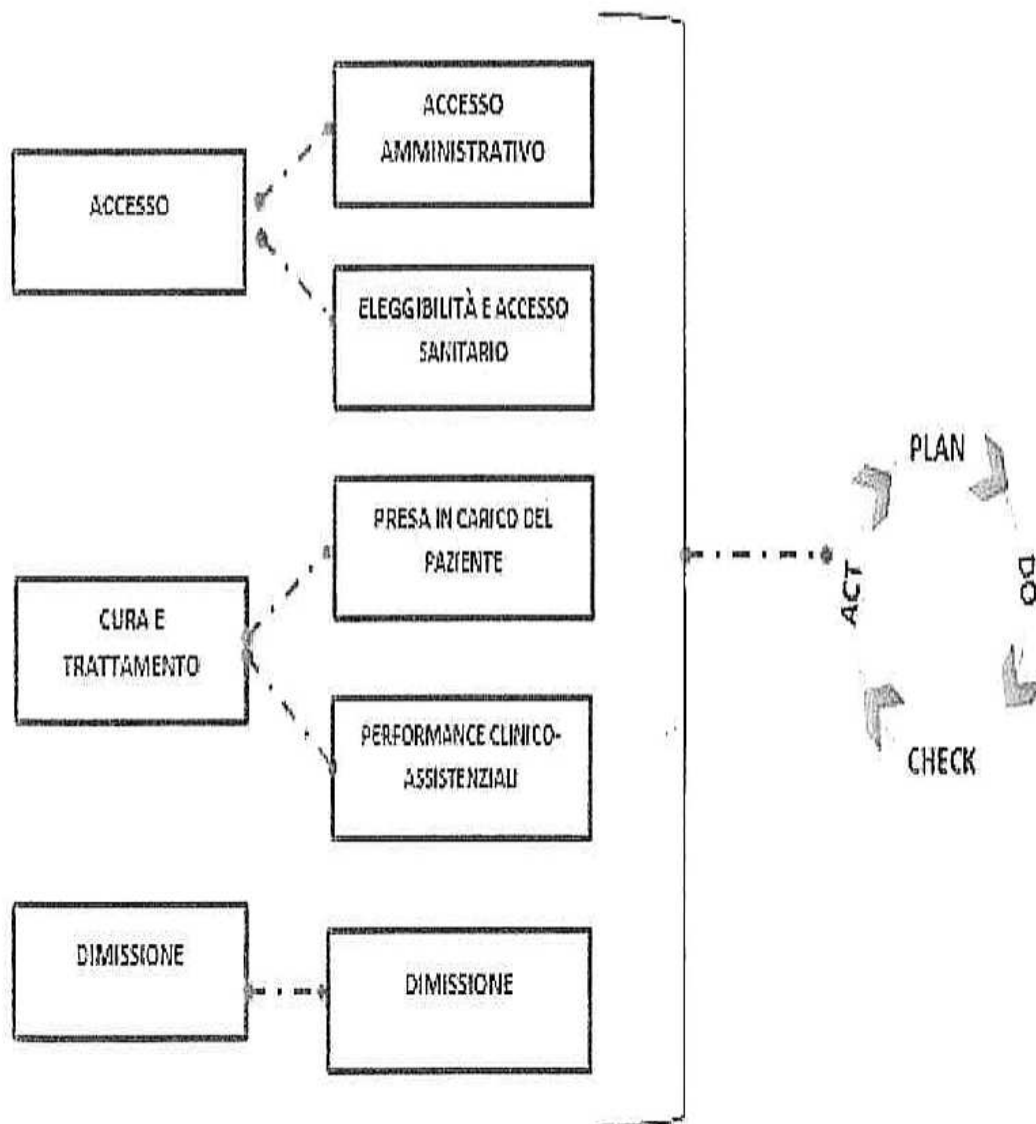 ACCESSO
ACCESSO
AMMINISTRATIVO
ELEGGIBILITÀ E ACCESSO
SANITARIO
CURA E
TRATTAMENTO
PRESA IN CARICO DEL
PAZIENTE
PERFORMANCE CLINICO-
ASSISTENZIALI
DIMISSIONE
DIMISSIONE
PLAN
DO
CHECK
ACT